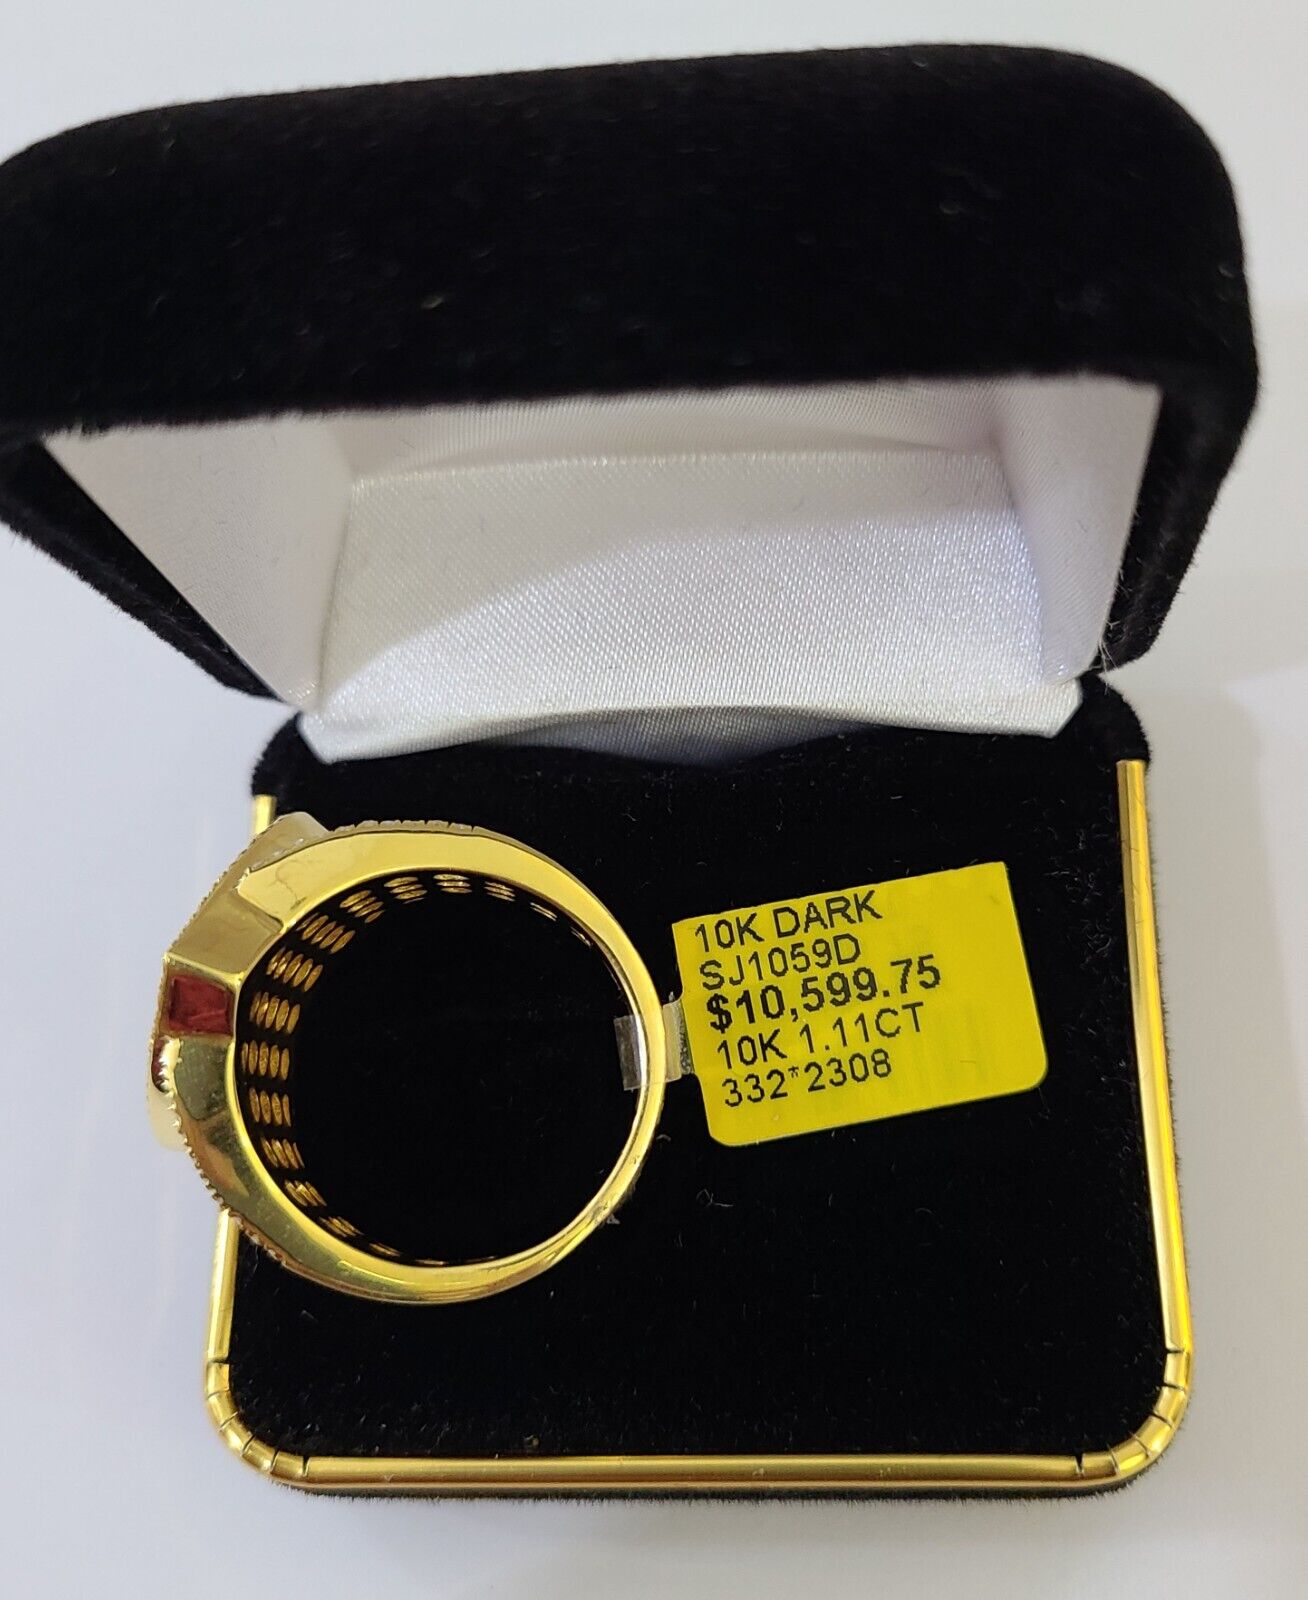 10K DARK
SJ1059D
$10,599.75
10K 1.11CT
332*2308